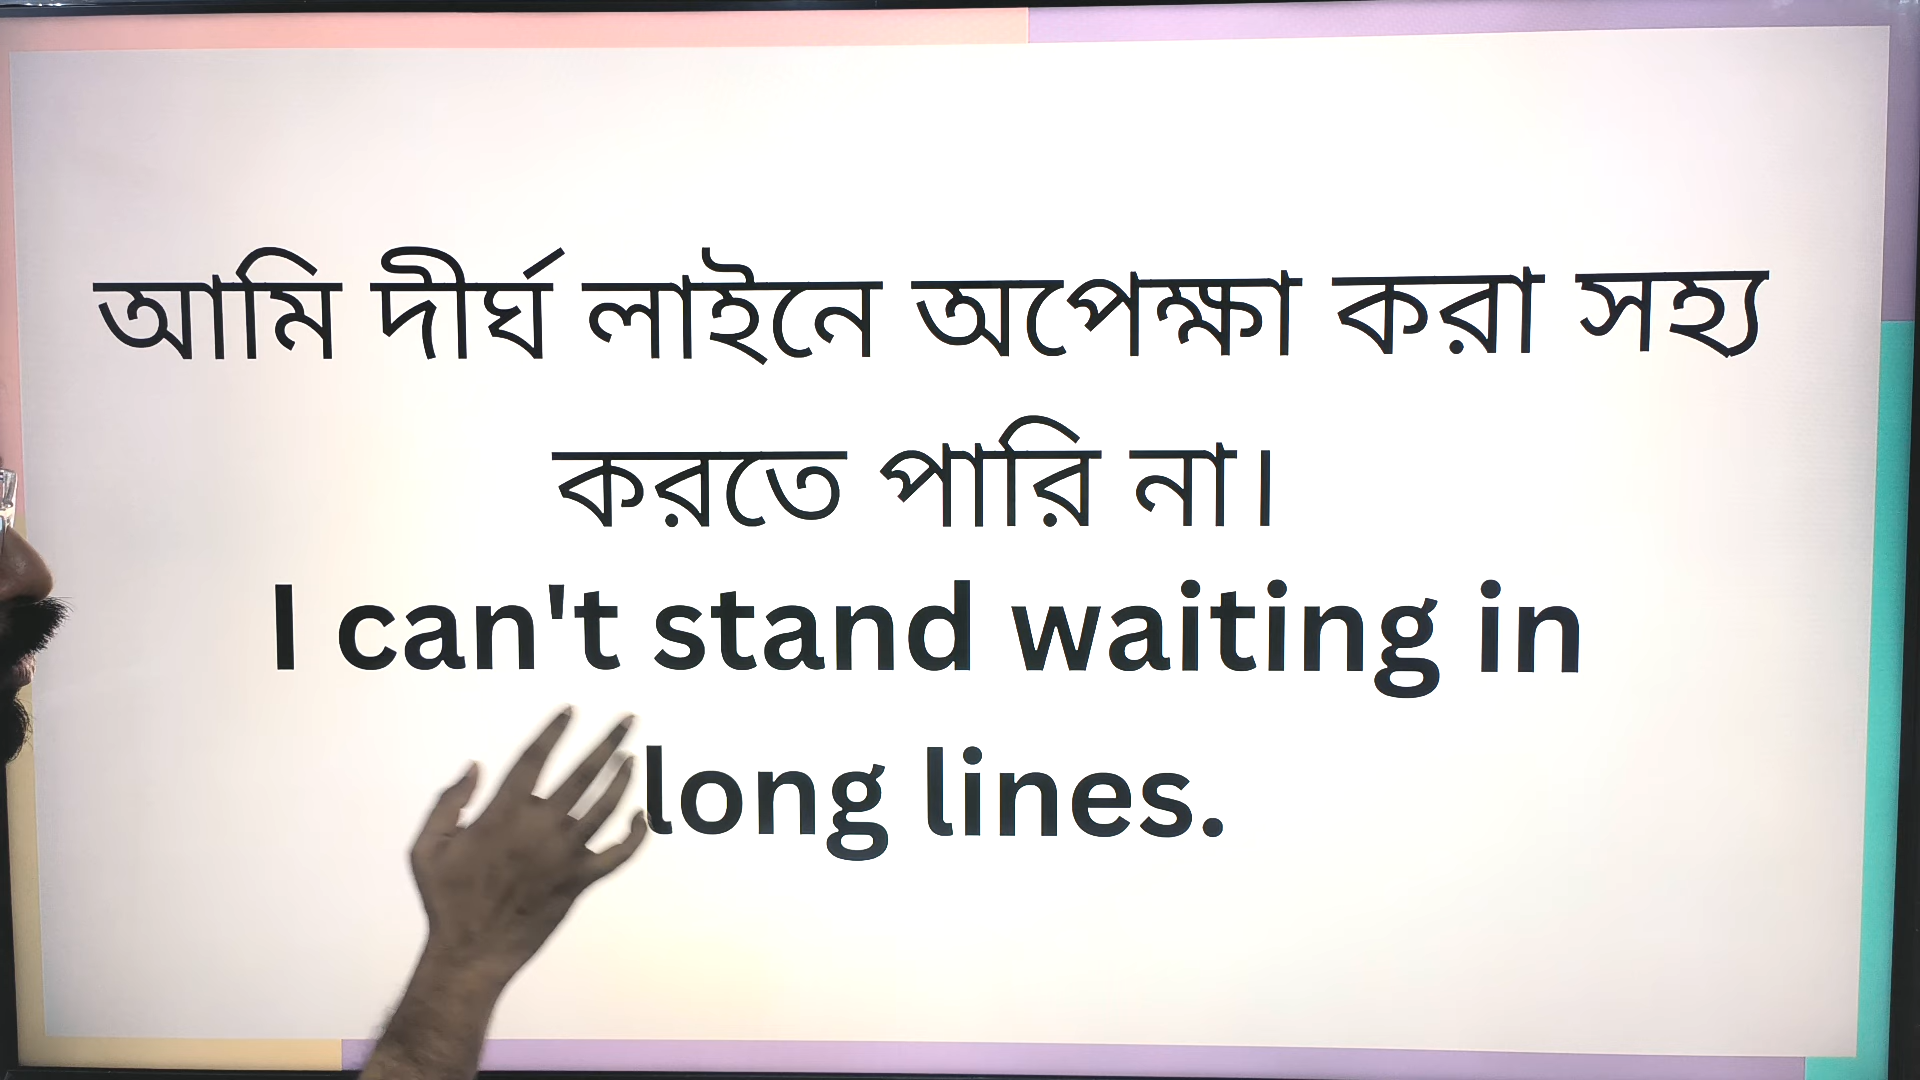 আমি দীর্ঘ লাইনে অপেক্ষা করা সহ্য
করতে পারি না।
I can't stand waiting in
long lines.